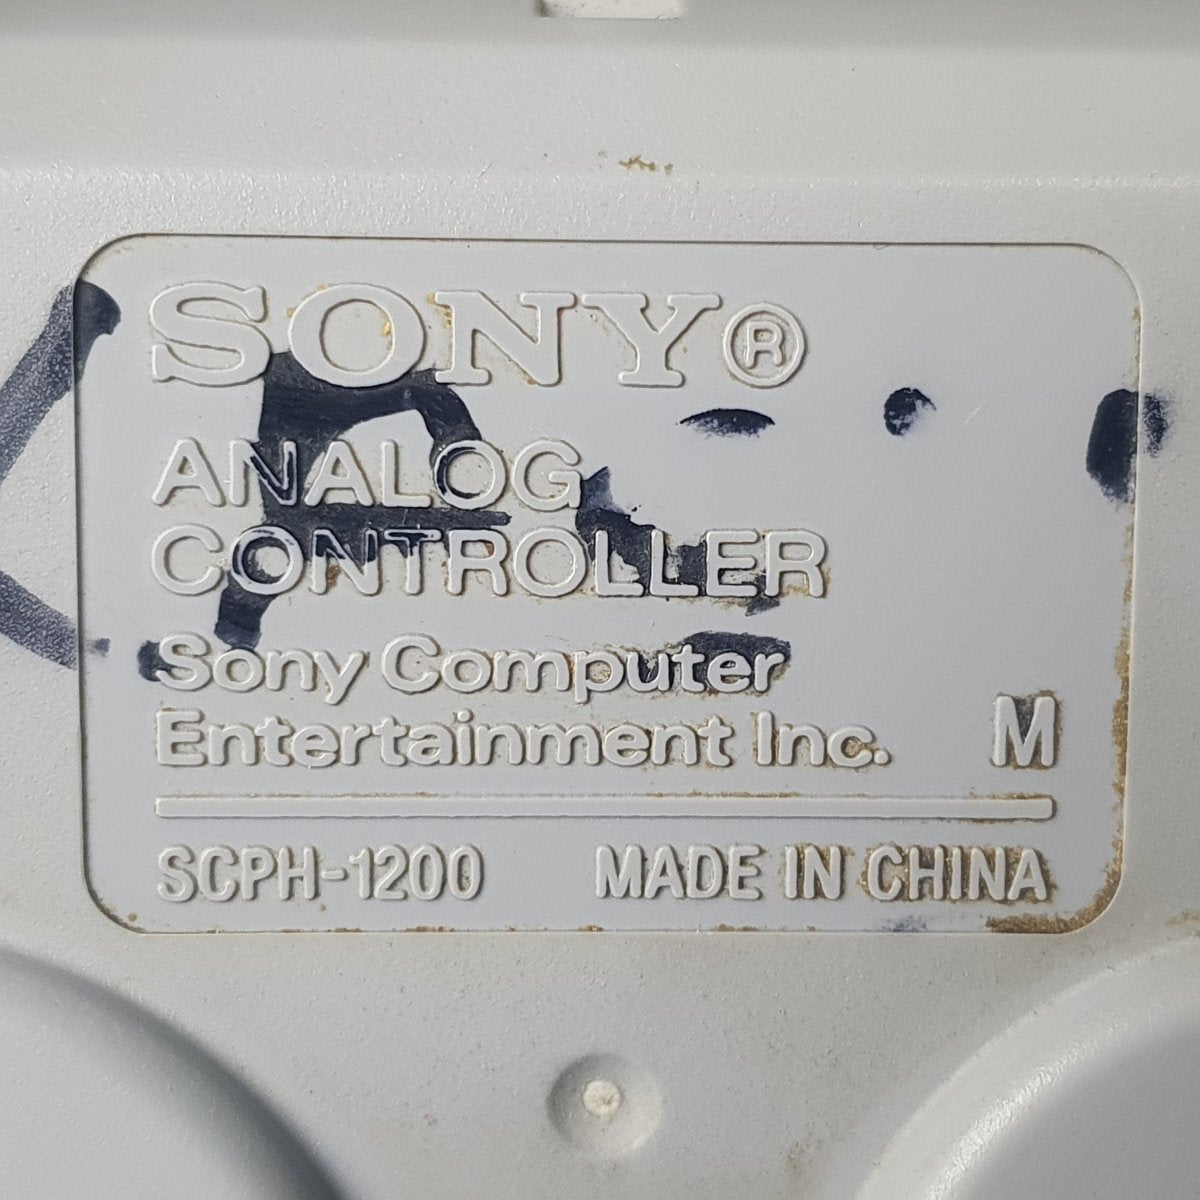 SONY®
ANALOG
CONTROLLER
Sony Computer
Entertainment Inc. M
SCPH-1200 MADE IN CHINA